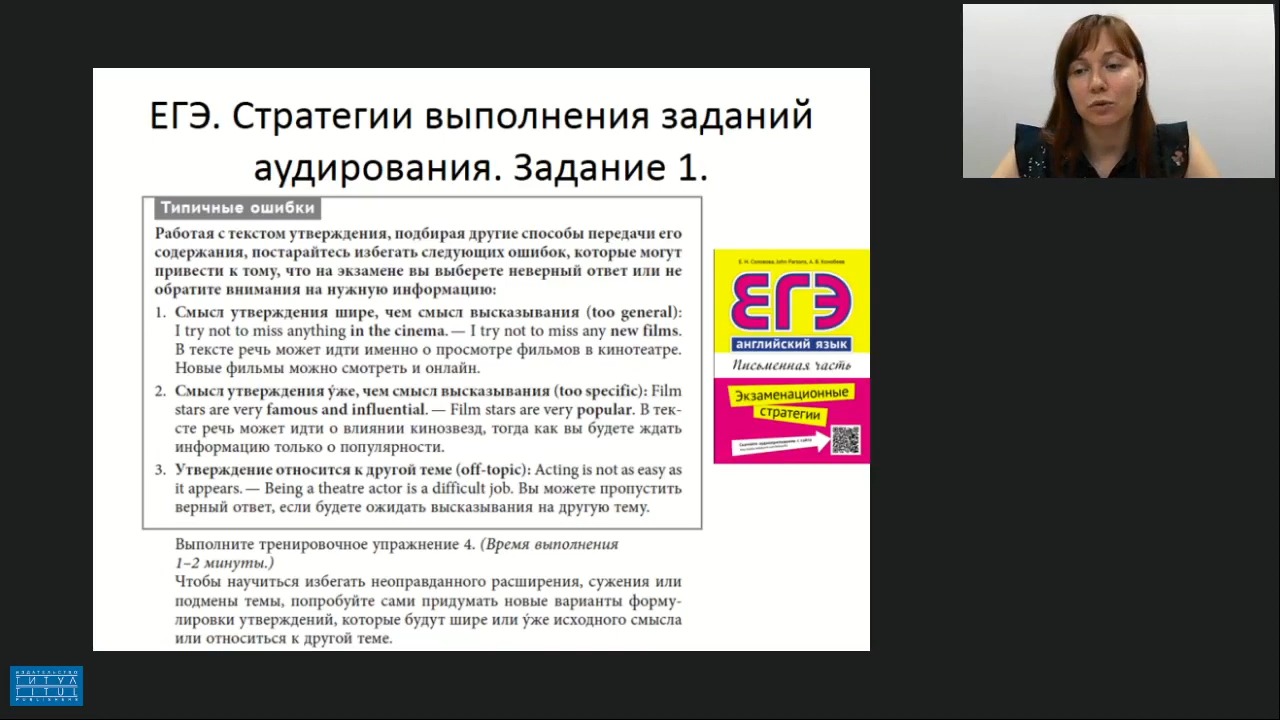 ЕГЭ. Стратегии выполнения заданий
аудирования. Задание 1.
Типичные ошибки
Работая с текстом утверждения, подбирая другие способы передачи его
содержания, постарайтесь избегать следующих ошибок, которые могут
привести к тому, что на экзамене вы выберете неверный ответ или не
обратите внимания на нужную информацию:
1. Смысл утверждения шире, чем смысл высказывания (too general):
I try not to miss anything in the cinema. — I try not to miss any new films.
В тексте речь может идти именно о просмотре фильмов в кинотеатре.
Новые фильмы можно смотреть и онлайн.
2. Смысл утверждения у́же, чем смысл высказывания (too specific): Film
stars are very famous and influential. — Film stars are very popular. В тек-
сте речь может идти о влиянии кинозвезд, тогда как вы будете ждать
информацию только о популярности.
3. Утверждение относится к другой теме (off-topic): Acting is not as easy as
it appears. — Being a theatre actor is a difficult job. Вы можете пропустить
верный ответ, если будете ожидать высказывания на другую тему.
Выполните тренировочное упражнение 4. (Время выполнения
1–2 минуты.)
Чтобы научиться избегать неоправданного расширения, сужения или
подмены темы, попробуйте сами придумать новые варианты форму-
лировки утверждений, которые будут шире или у́же исходного смысла
или относиться к другой теме.
Е. Н. Соловова, John Parsons
ЕГЭ
английский язык
Письменная часть
Экзаменационные
стратегии
ИЗДАТЕЛЬСТВО
ТИТУЛ
TITUL
PUBLISHERS